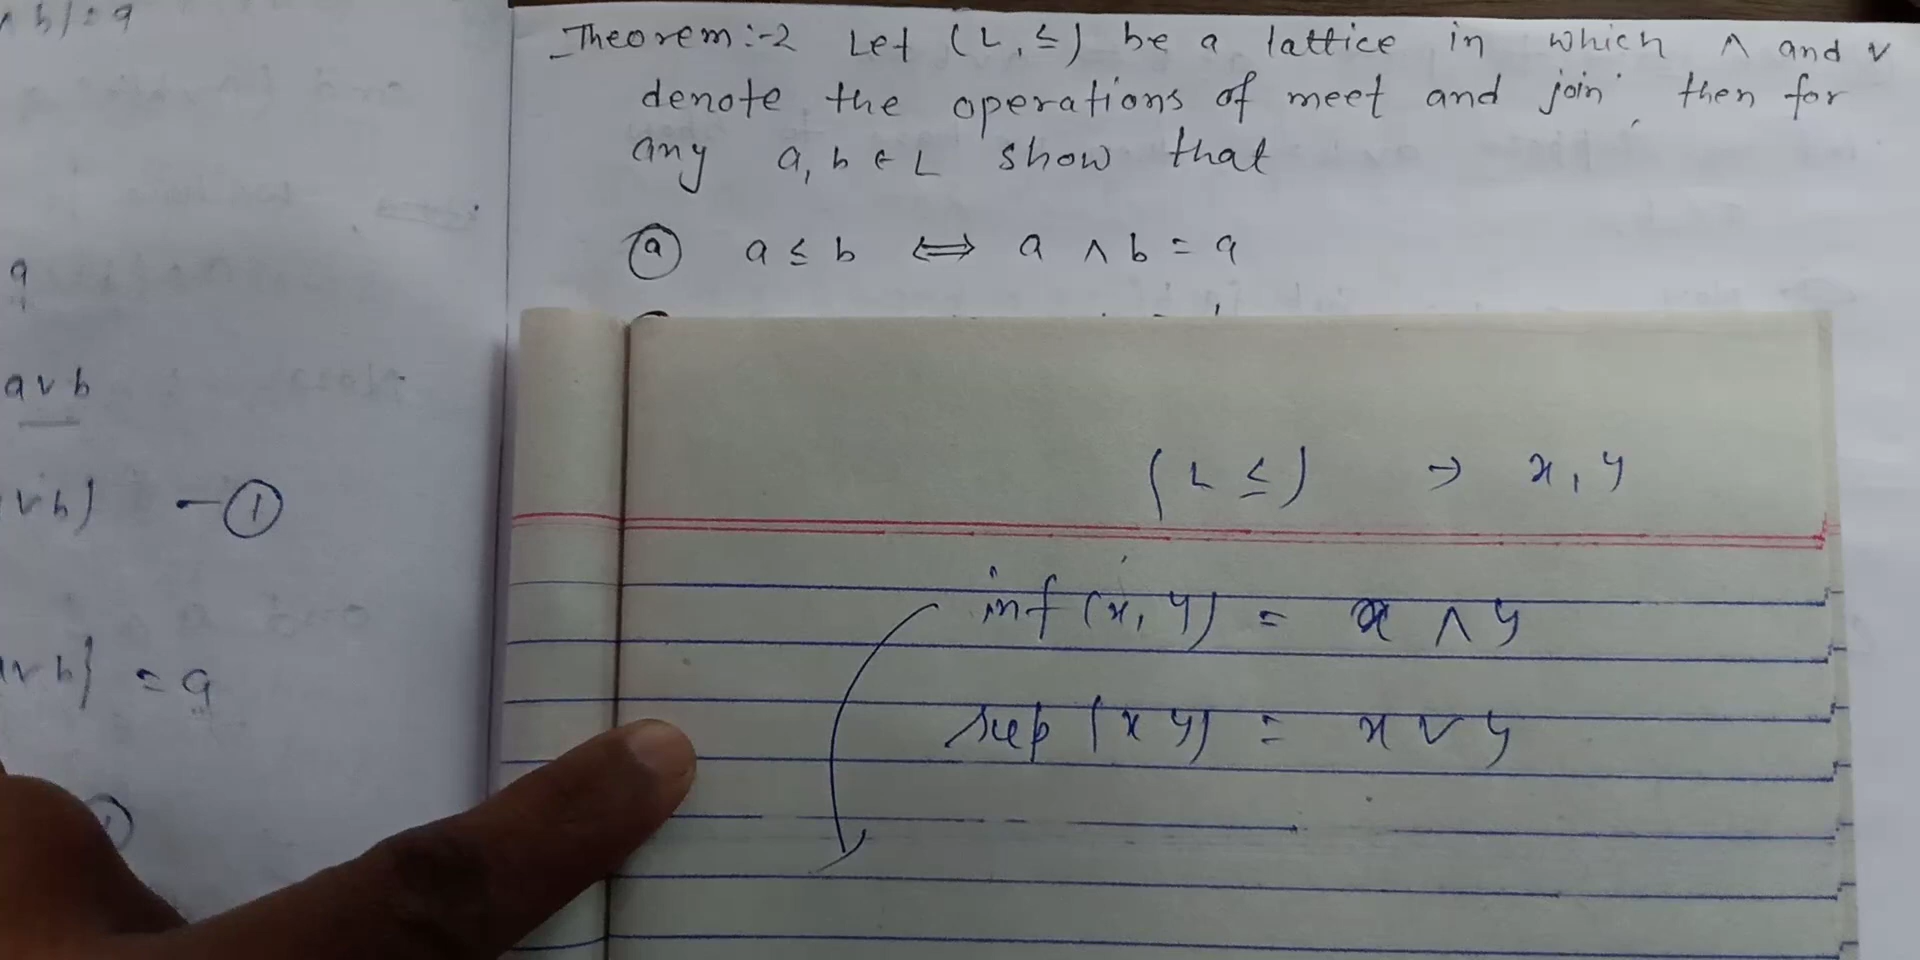 ∧ b) = a
a
a∨b
∨b) - ①
∨b) = a
Theorem:-2 Let (L, ≤) be a lattice in which ∧ and ∨
denote the operations of meet and join, then for
any a, b ∈ L show that
ⓐ a ≤ b ⟺ a ∧ b = a
(L ≤) → x, y
inf (x, y) = x ∧ y
sup (x y) = x ∨ y